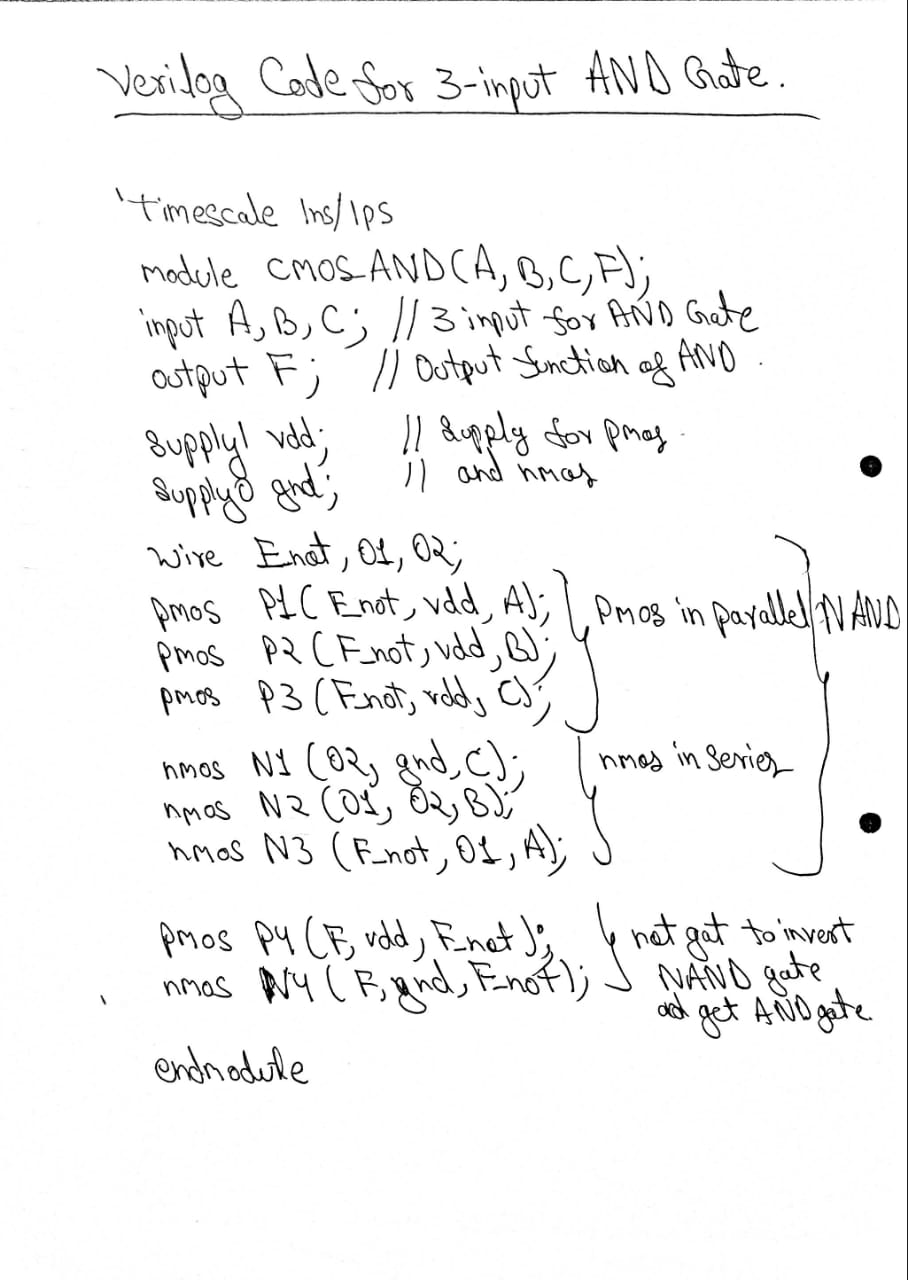 Verilog Code for 3-input AND Gate.
`timescale 1ns/1ps
module CMOS_AND(A, B, C, F);
input A, B, C; // 3 input for AND Gate
output F; // Output function of AND.
supply1 vdd; // Supply for pmos.
supply0 gnd; // and nmos
wire F_not, O1, O2;
pmos P1 (F_not, vdd, A); pmos in parallel NAND
pmos P2 (F_not, vdd, B);
pmos P3 (F_not, vdd, C);
nmos N1 (O2, gnd, C); nmos in series
nmos N2 (O1, O2, B);
nmos N3 (F_not, O1, A);
pmos P4 (F, vdd, F_not); not gat to invert
nmos N4 (F, gnd, F_not); NAND gate
ad get AND gate.
endmodule